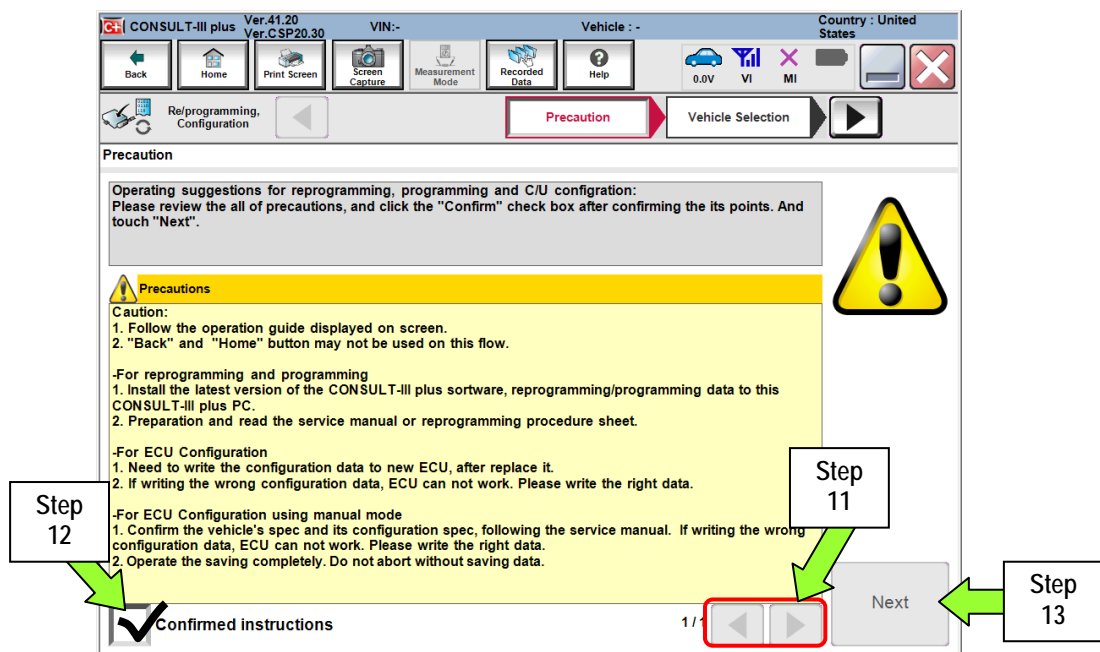 C+ CONSULT-III plus Ver.41.20 VIN:- Vehicle : - Country : United
Ver.CSP20.30 States
Back Home Print Screen Screen Capture Measurement Mode Recorded Data Help 0.0V VI MI
Re/programming,
Configuration
Precaution Vehicle Selection
Precaution
Operating suggestions for reprogramming, programming and C/U configration:
Please review the all of precautions, and click the "Confirm" check box after confirming the its points. And
touch "Next".
Precautions
Caution:
1. Follow the operation guide displayed on screen.
2. "Back" and "Home" button may not be used on this flow.
-For reprogramming and programming
1. Install the latest version of the CONSULT-III plus sortware, reprogramming/programming data to this
CONSULT-III plus PC.
2. Preparation and read the service manual or reprogramming procedure sheet.
-For ECU Configuration
1. Need to write the configuration data to new ECU, after replace it.
2. If writing the wrong configuration data, ECU can not work. Please write the right data.
-For ECU Configuration using manual mode
1. Confirm the vehicle's spec and its configuration spec, following the service manual. If writing the wrong
configuration data, ECU can not work. Please write the right data.
2. Operate the saving completely. Do not abort without saving data.
Step
11
Step
12
Confirmed instructions
1/1
Next
Step
13